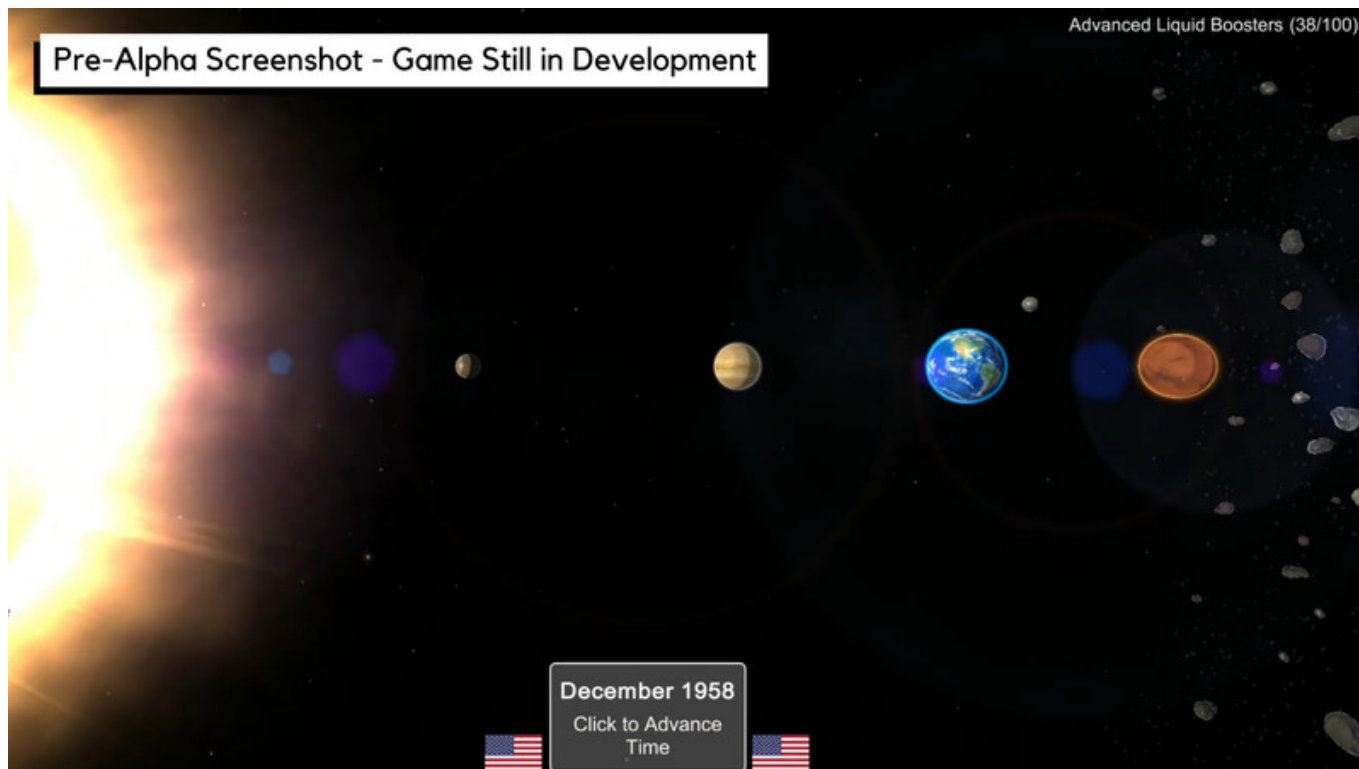 Advanced Liquid Boosters (38/100)
Pre-Alpha Screenshot - Game Still in Development
December 1958
Click to Advance
Time